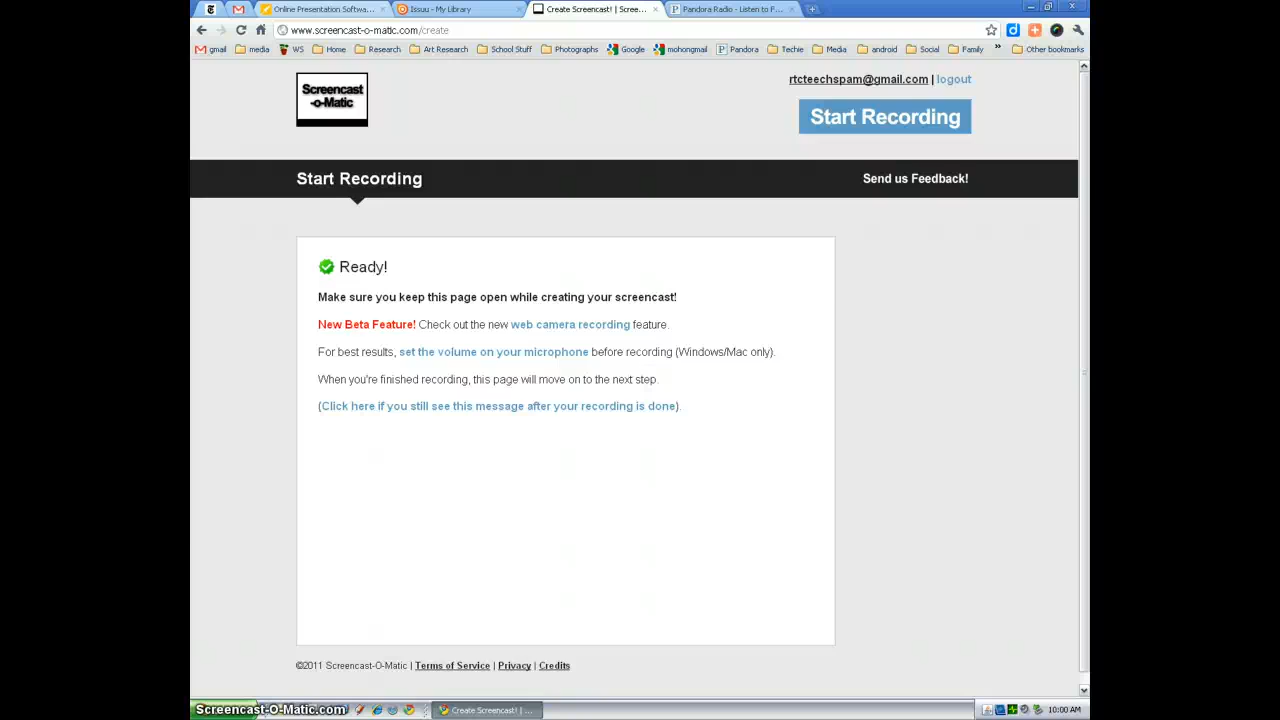 Online Presentation Softwa...
Issuu - My Library
Create Screencast! | Scree...
Pandora Radio - Listen to F...
www.screencast-o-matic.com/create
gmail
media
WS
Home
Research
Art Research
School Stuff
Photographs
Google
mohongmail
Pandora
Techie
Media
android
Social
Family
»
Other bookmarks
Screencast
-o-Matic
rtcteechspam@gmail.com | logout
Start Recording
Start Recording
Send us Feedback!
Ready!
Make sure you keep this page open while creating your screencast!
New Beta Feature! Check out the new web camera recording feature.
For best results, set the volume on your microphone before recording (Windows/Mac only).
When you're finished recording, this page will move on to the next step.
(Click here if you still see this message after your recording is done).
©2011 Screencast-O-Matic | Terms of Service | Privacy | Credits
Screencast-O-Matic.com
Create Screencast! | ...
10:00 AM